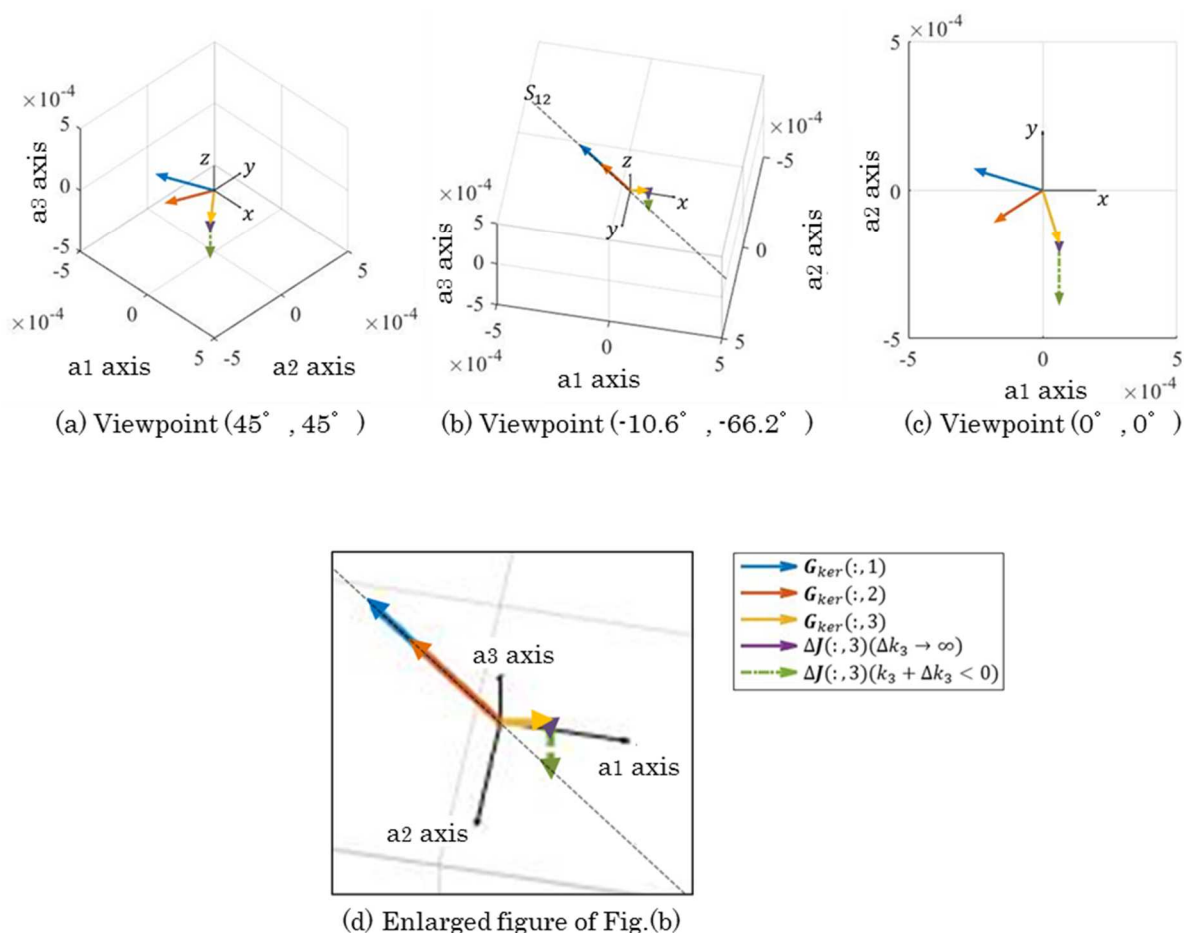 ×10⁻⁴
5
0
-5
a3 axis
z
y
x
-5
0
5
×10⁻⁴
a1 axis
-5
0
5
×10⁻⁴
a2 axis
(a) Viewpoint (45° , 45° )
S₁₂
z
x
y
×10⁻⁴
5
0
-5
a3 axis
-5
0
5
×10⁻⁴
a1 axis
×10⁻⁴
-5
0
5
a2 axis
(b) Viewpoint (-10.6° , -66.2° )
×10⁻⁴
5
0
-5
a2 axis
y
x
-5
0
5
a1 axis
×10⁻⁴
(c) Viewpoint (0° , 0° )
a3 axis
a1 axis
a2 axis
(d) Enlarged figure of Fig.(b)
G_ker(:,1)
G_ker(:,2)
G_ker(:,3)
ΔJ(:,3)(Δk₃ → ∞)
ΔJ(:,3)(k₃ + Δk₃ < 0)